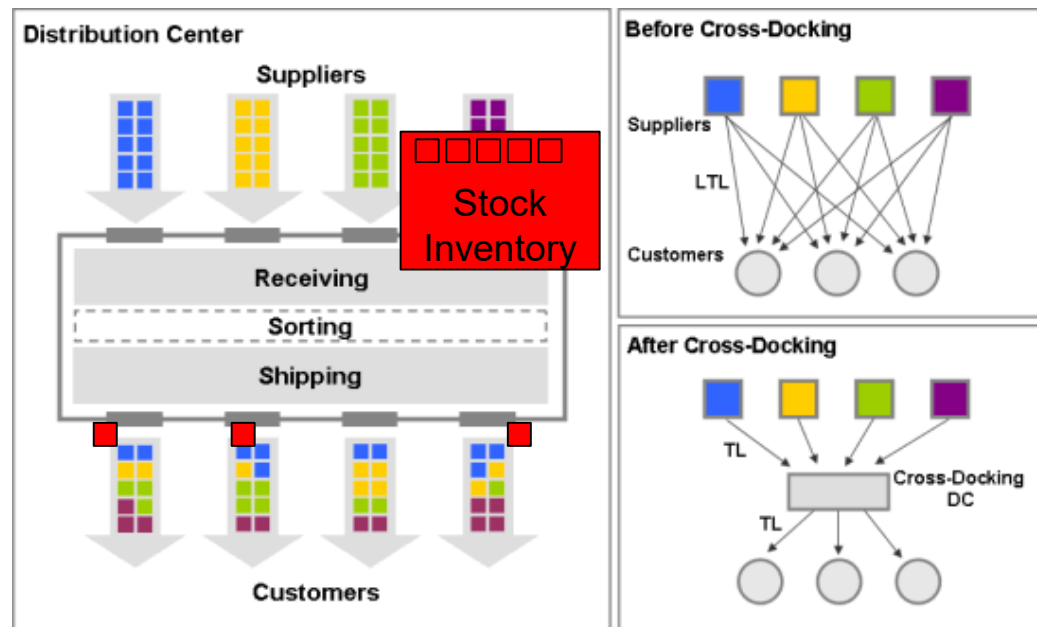 Distribution Center
Suppliers
Stock
Inventory
Receiving
Sorting
Shipping
Customers
Before Cross-Docking
Suppliers
LTL
Customers
After Cross-Docking
TL
Cross-Docking
DC
TL